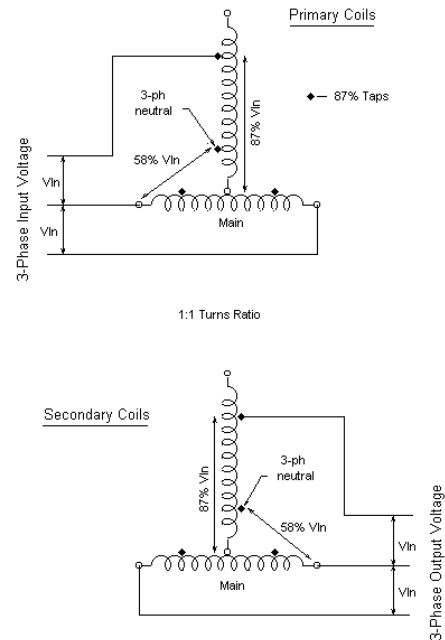 Primary Coils
87% Taps
3-ph
neutral
87% Vln
58% Vln
3-Phase Input Voltage
Vln
Vln
Main
1:1 Turns Ratio
Secondary Coils
3-ph
neutral
87% Vln
58% Vln
Main
Vln
Vln
3-Phase Output Voltage